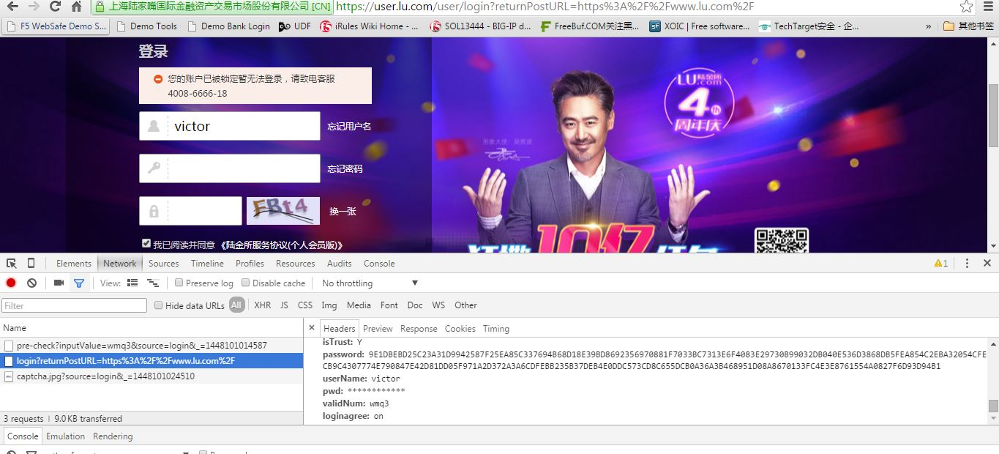 上海陆家嘴国际金融资产交易市场股份有限公司 [CN] https://user.lu.com/user/login?returnPostURL=https%3A%2F%2Fwww.lu.com%2F
F5 WebSafe Demo S... Demo Tools Demo Bank Login UDF iRules Wiki Home - ... SOL13444 - BIG-IP d... FreeBuf.COM关注黑... XOIC | Free software... TechTarget安全 - 企... » 其他书签
登录
您的账户已被锁定暂无法登录，请致电客服
4008-6666-18
victor 忘记用户名
忘记密码
FBt4 换一张
我已阅读并同意 《陆金所服务协议(个人会员版)》
LU陆金所
.com
4th
周年庆
形象大使：吴秀波
10亿
Elements Network Sources Timeline Profiles Resources Audits Console 1
View: Preserve log Disable cache No throttling
Filter Hide data URLs All XHR JS CSS Img Media Font Doc WS Other
Name
pre-check?inputValue=wmq3&source=login&_=1448101014587
login?returnPostURL=https%3A%2F%2Fwww.lu.com%2F
captcha.jpg?source=login&_=1448101024510
3 requests | 9.0 KB transferred
× Headers Preview Response Cookies Timing
isTrust: Y
password: 9E1DBEBD25C23A31D9942587F25EA85C337694B68D18E39BD8692356970881F7033BC7313E6F4083E29730B99032DB040E536D3868DB5FEA854C2EBA32054CFE
CB9C4307774E790847E42D81DD05F971A2D372A3A6CDFEBB235B37DEB4E0DDC573CD8C655DCB0A36A3B468951D08A8670133FC4E3E8761554A0827F6D93D94B1
userName: victor
pwd: ************
validNum: wmq3
loginagree: on
Console Emulation Rendering